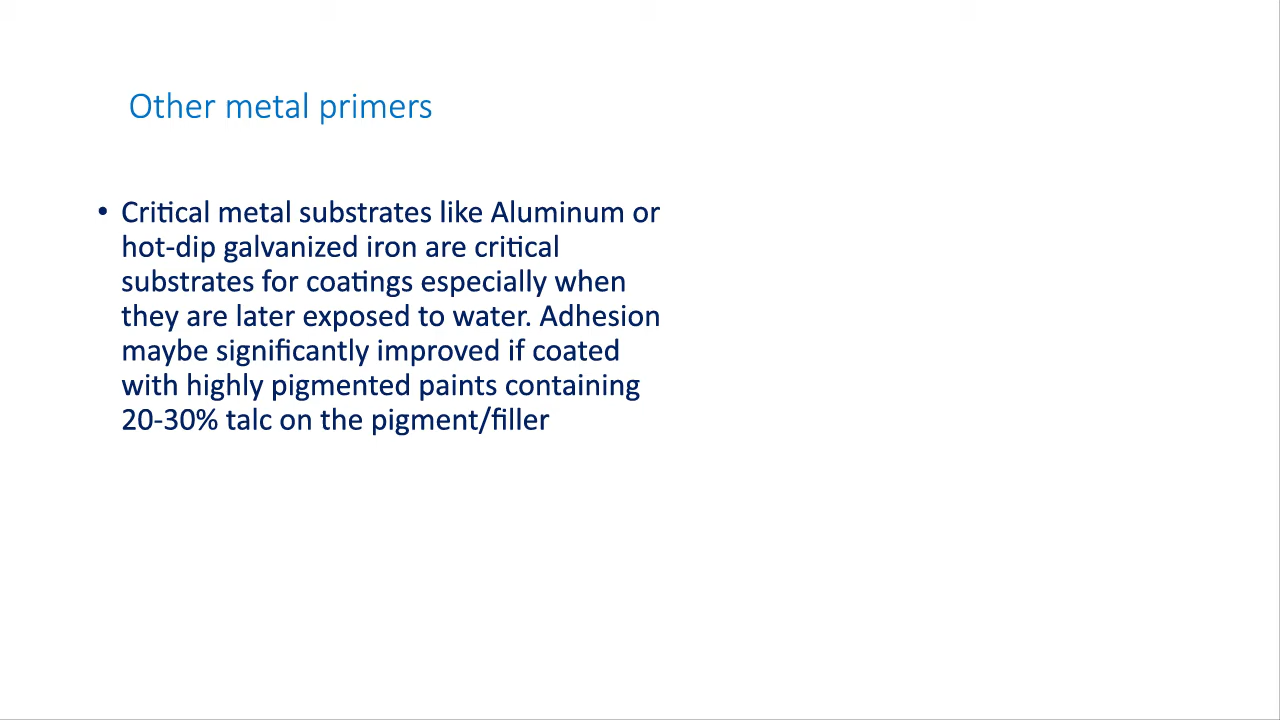 Other metal primers
• Critical metal substrates like Aluminum or
hot-dip galvanized iron are critical
substrates for coatings especially when
they are later exposed to water. Adhesion
maybe significantly improved if coated
with highly pigmented paints containing
20-30% talc on the pigment/filler